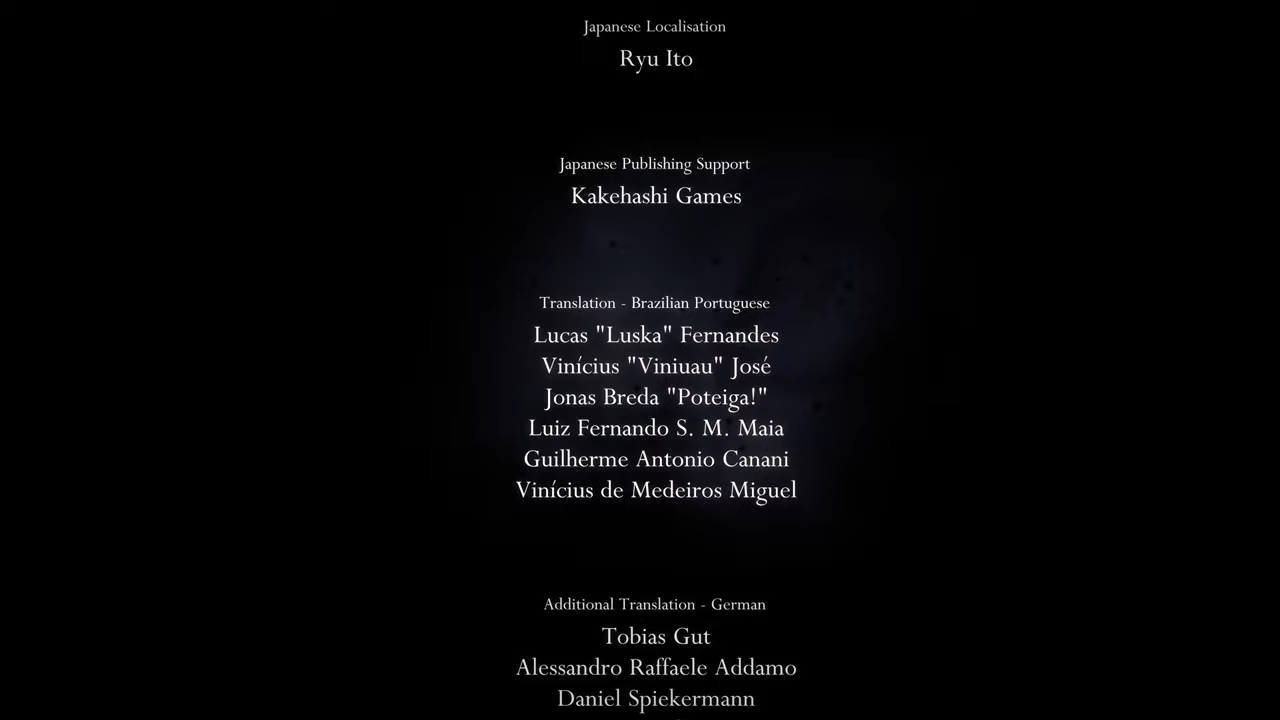 Japanese Localisation
Ryu Ito
Japanese Publishing Support
Kakehashi Games
Translation - Brazilian Portuguese
Lucas "Luska" Fernandes
Vinícius "Viniuau" José
Jonas Breda "Poteiga!"
Luiz Fernando S. M. Maia
Guilherme Antonio Canani
Vinícius de Medeiros Miguel
Additional Translation - German
Tobias Gut
Alessandro Raffaele Addamo
Daniel Spiekermann